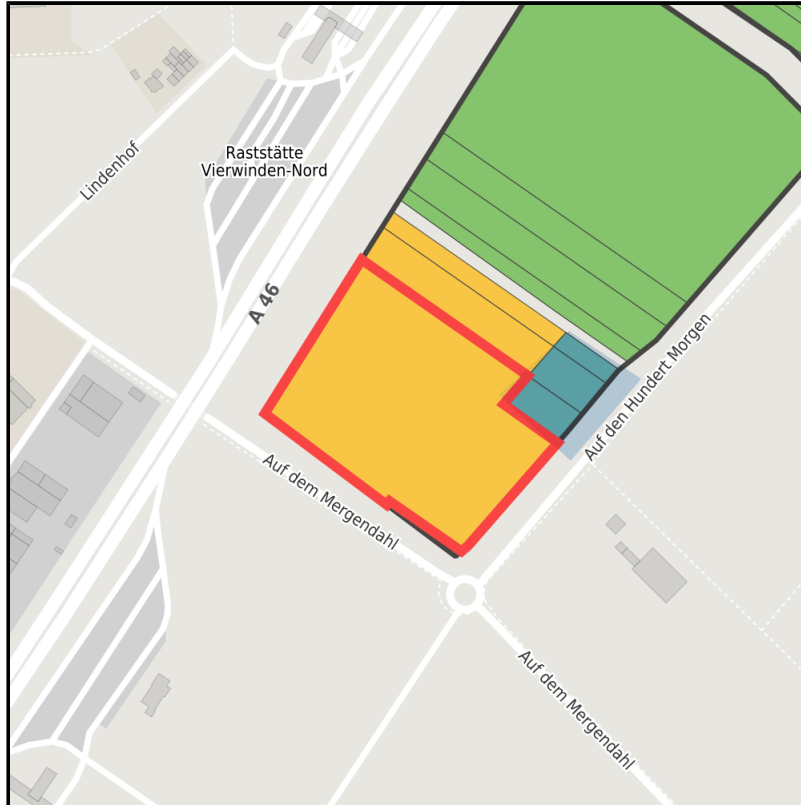 Raststätte
Vierwinden-Nord
Lindenhof
A 46
Auf den Hundert Morgen
Auf dem Mergendahl
Auf dem Mergendahl